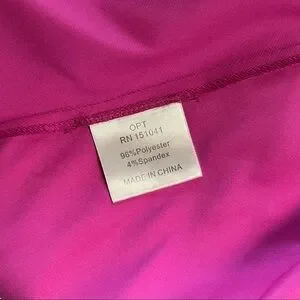 OPT
RN 151041
96%Polyester
4%Spandex
MADE IN CHINA